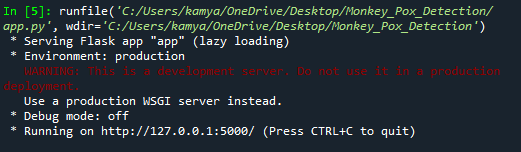 In [5]: runfile('C:/Users/kamya/OneDrive/Desktop/Monkey_Pox_Detection/
app.py', wdir='C:/Users/kamya/OneDrive/Desktop/Monkey_Pox_Detection')
* Serving Flask app "app" (lazy loading)
* Environment: production
WARNING: This is a development server. Do not use it in a production
deployment.
Use a production WSGI server instead.
* Debug mode: off
* Running on http://127.0.0.1:5000/ (Press CTRL+C to quit)